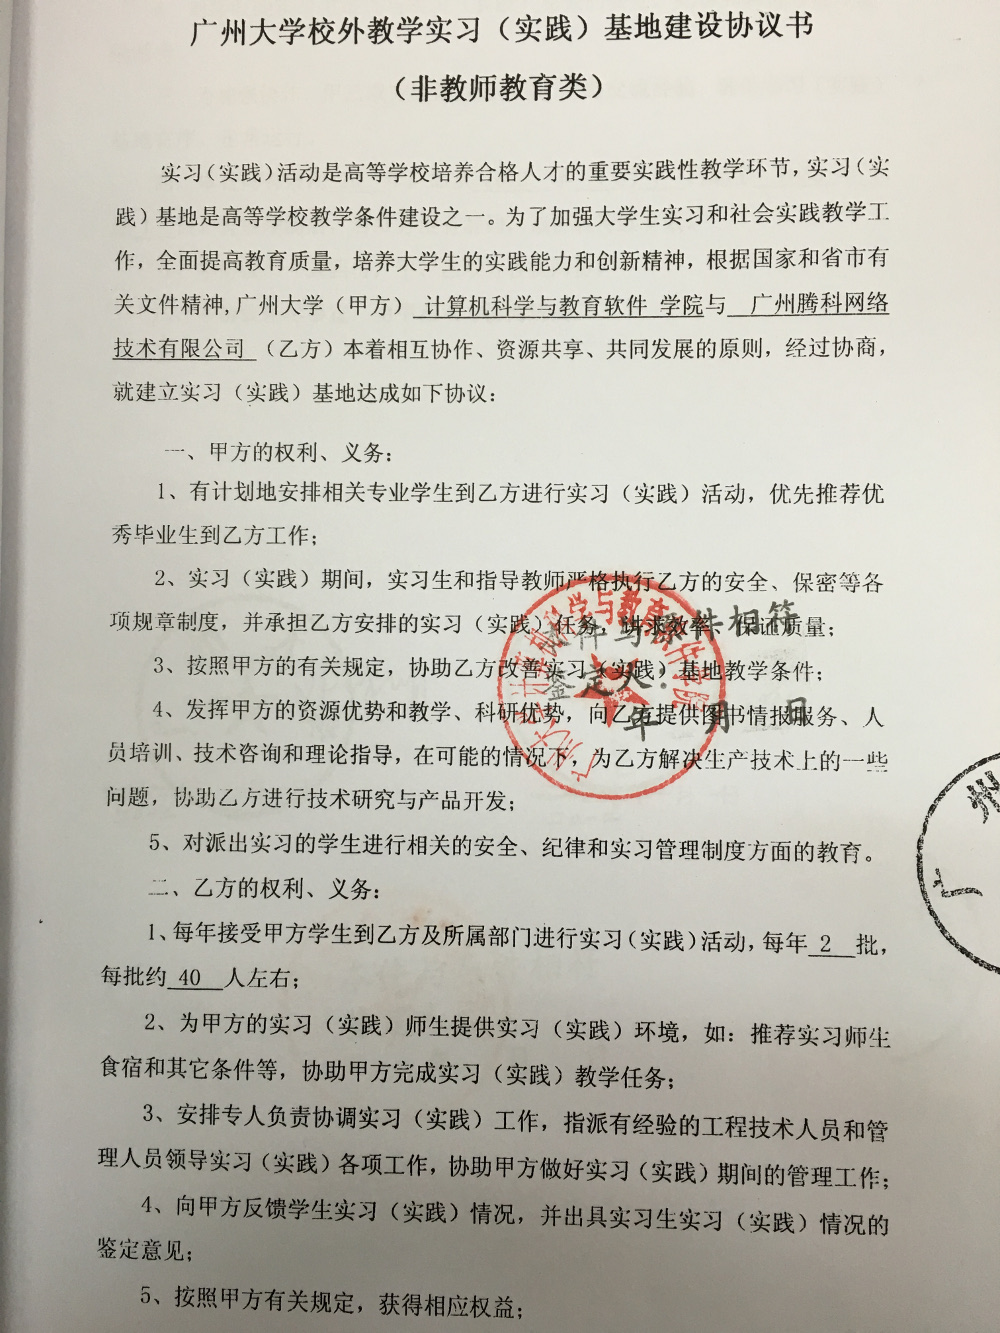 广州大学校外教学实习（实践）基地建设协议书
（非教师教育类）
实习（实践）活动是高等学校培养合格人才的重要实践性教学环节，实习（实
践）基地是高等学校教学条件建设之一。为了加强大学生实习和社会实践教学工
作，全面提高教育质量，培养大学生的实践能力和创新精神，根据国家和省市有
关文件精神,广州大学（甲方） 计算机科学与教育软件 学院与 广州腾科网络
技术有限公司 （乙方）本着相互协作、资源共享、共同发展的原则，经过协商，
就建立实习（实践）基地达成如下协议：
一、甲方的权利、义务：
1、有计划地安排相关专业学生到乙方进行实习（实践）活动，优先推荐优
秀毕业生到乙方工作；
2、实习（实践）期间，实习生和指导教师严格执行乙方的安全、保密等各
项规章制度，并承担乙方安排的实习（实践）任务，讲求效率、保证质量；
3、按照甲方的有关规定，协助乙方改善实习（实践）基地教学条件；
4、发挥甲方的资源优势和教学、科研优势，向乙方提供图书情报服务、人
员培训、技术咨询和理论指导，在可能的情况下，为乙方解决生产技术上的一些
问题，协助乙方进行技术研究与产品开发；
5、对派出实习的学生进行相关的安全、纪律和实习管理制度方面的教育。
二、乙方的权利、义务：
1、每年接受甲方学生到乙方及所属部门进行实习（实践）活动，每年 2 批，
每批约 40 人左右；
2、为甲方的实习（实践）师生提供实习（实践）环境，如：推荐实习师生
食宿和其它条件等，协助甲方完成实习（实践）教学任务；
3、安排专人负责协调实习（实践）工作，指派有经验的工程技术人员和管
理人员领导实习（实践）各项工作，协助甲方做好实习（实践）期间的管理工作；
4、向甲方反馈学生实习（实践）情况，并出具实习生实习（实践）情况的
鉴定意见；
5、按照甲方有关规定，获得相应权益；
广州大学计算机科学与教育软件学院
本件与原件相符
鉴定人：
年 月 日
广州